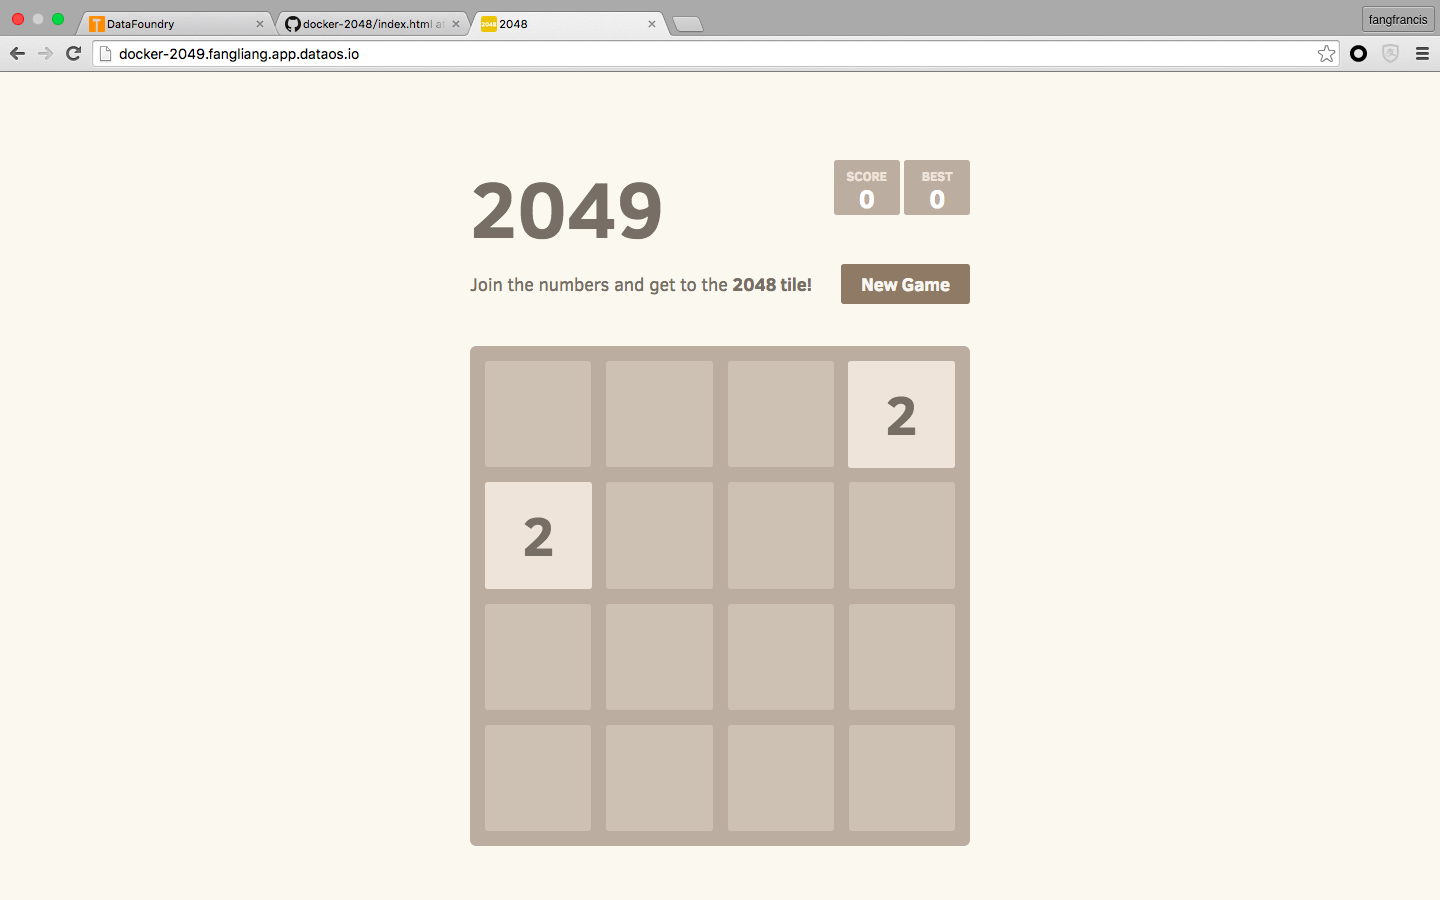 DataFoundry
docker-2048/index.html at
2048
2048
fangfrancis
docker-2049.fangliang.app.dataos.io
2049
SCORE
0
BEST
0
Join the numbers and get to the 2048 tile!
New Game
2
2